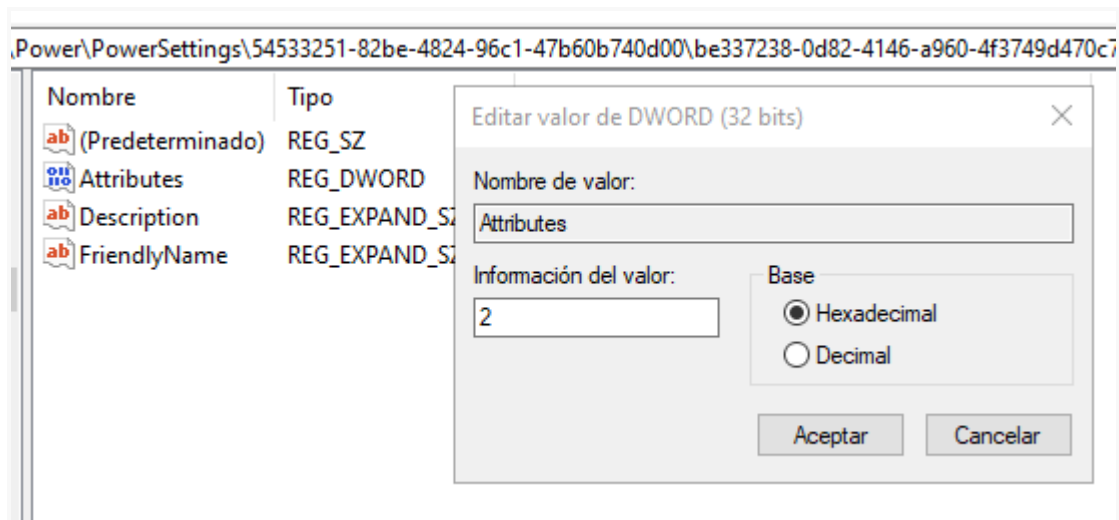 \Power\PowerSettings\54533251-82be-4824-96c1-47b60b740d00\be337238-0d82-4146-a960-4f3749d470c7
Nombre Tipo
(Predeterminado) REG_SZ
Attributes REG_DWORD
Description REG_EXPAND_SZ
FriendlyName REG_EXPAND_SZ
Editar valor de DWORD (32 bits)
Nombre de valor:
Attributes
Información del valor:
2
Base
Hexadecimal
Decimal
Aceptar Cancelar